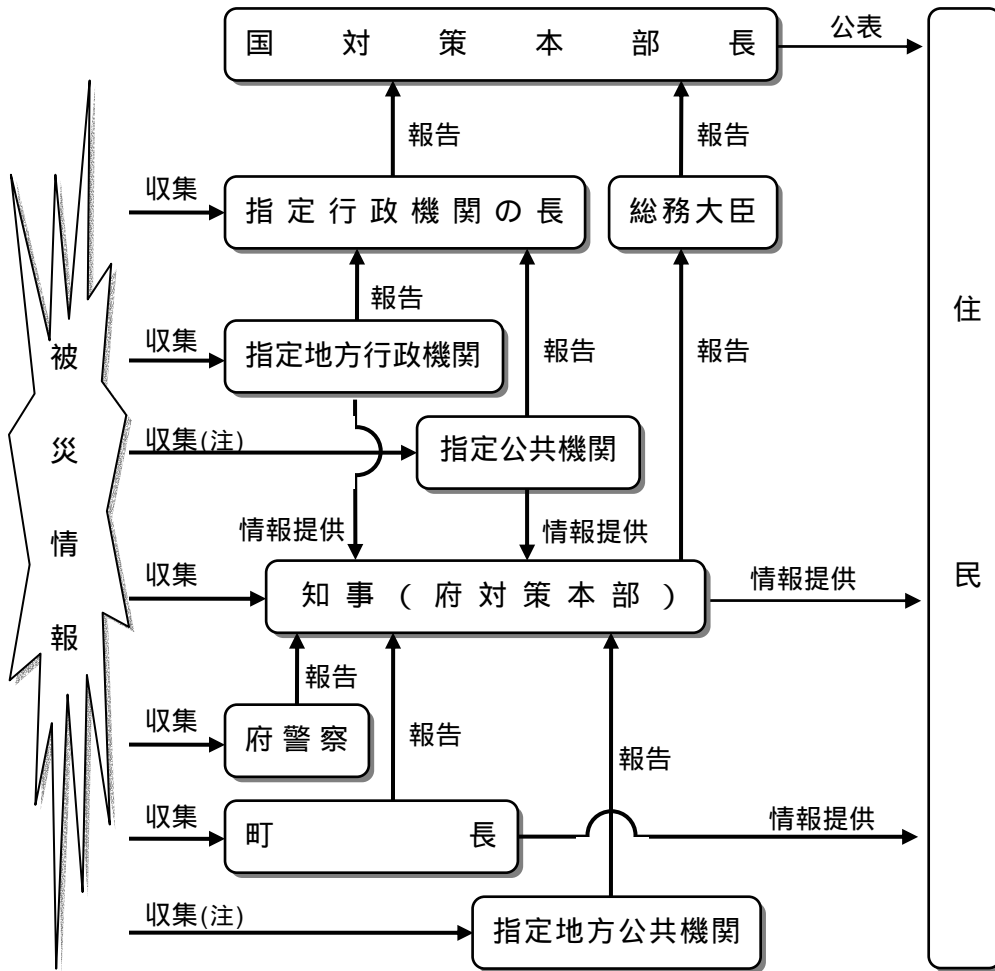 国対策本部長
公表
報告
報告
収集
指定行政機関の長
総務大臣
報告
収集
指定地方行政機関
報告
報告
収集(注)
指定公共機関
情報提供
情報提供
収集
知事(府対策本部)
情報提供
報告
収集
府警察
報告
報告
収集
町長
情報提供
収集(注)
指定地方公共機関
被災情報
住民